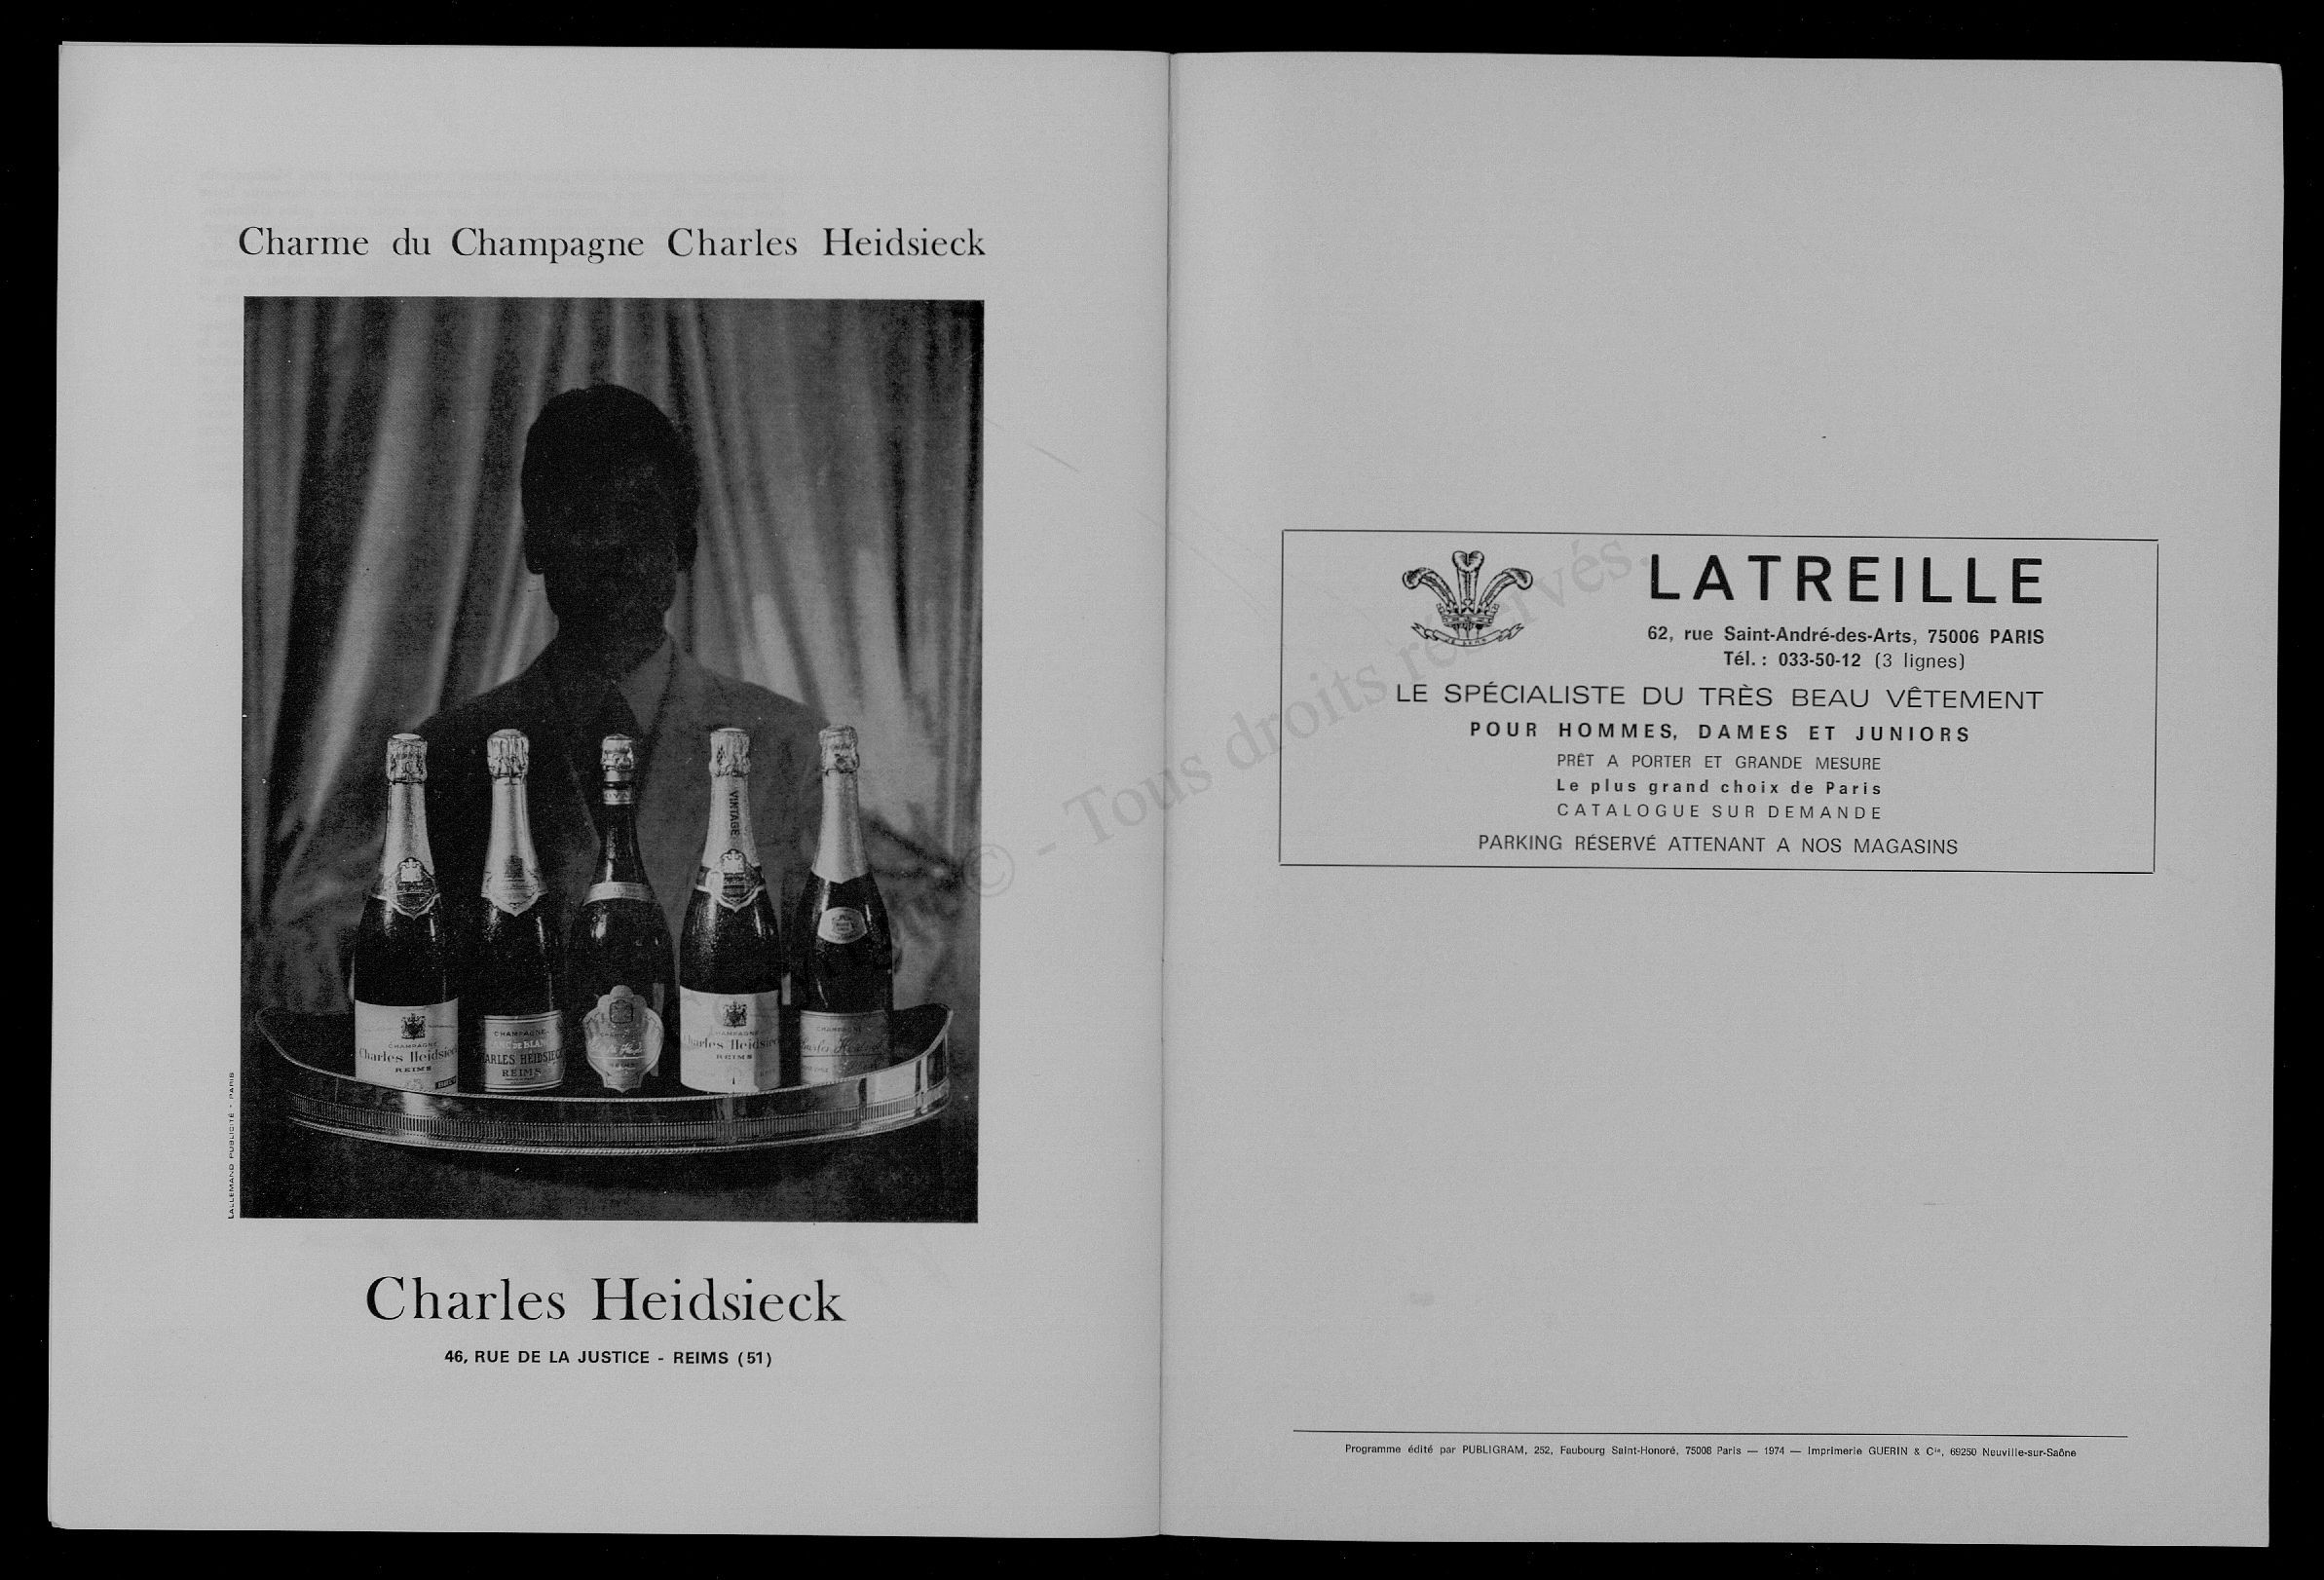 Charme du Champagne Charles Heidsieck
VINTAGE
CHAMPAGNE
Charles Heidsieck
REIMS
CHAMPAGNE
CHARLES HEIDSIECK
REIMS
CHAMPAGNE
Charles Heidsieck
REIMS
CHAMPAGNE
LALLEMAND PUBLICITÉ - PARIS
Charles Heidsieck
46, RUE DE LA JUSTICE - REIMS (51)
LATREILLE
62, rue Saint-André-des-Arts, 75006 PARIS
Tél. : 033-50-12 (3 lignes)
LE SPÉCIALISTE DU TRÈS BEAU VÊTEMENT
POUR HOMMES, DAMES ET JUNIORS
PRÊT A PORTER ET GRANDE MESURE
Le plus grand choix de Paris
CATALOGUE SUR DEMANDE
PARKING RÉSERVÉ ATTENANT A NOS MAGASINS
© - Tous droits réservés.
Programme édité par PUBLIGRAM, 252, Faubourg Saint-Honoré, 75008 Paris — 1974 — Imprimerie GUERIN & Cie, 69250 Neuville-sur-Saône